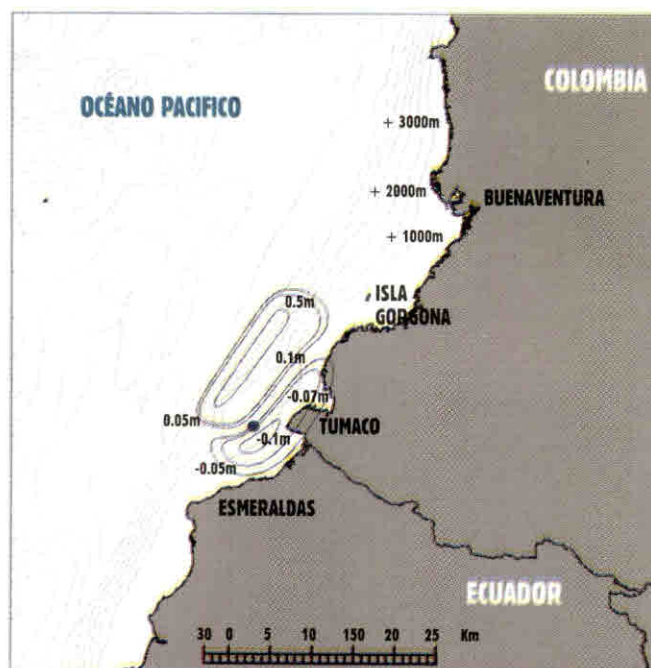 COLOMBIA
OCÉANO PACIFICO
+ 3000m
+ 2000m
BUENAVENTURA
+ 1000m
ISLA
GORGONA
0.5m
0.1m
-0.07m
0.05m
TUMACO
-0.1m
-0.05m
ESMERALDAS
ECUADOR
30 0 5 10 150 20 25 Km